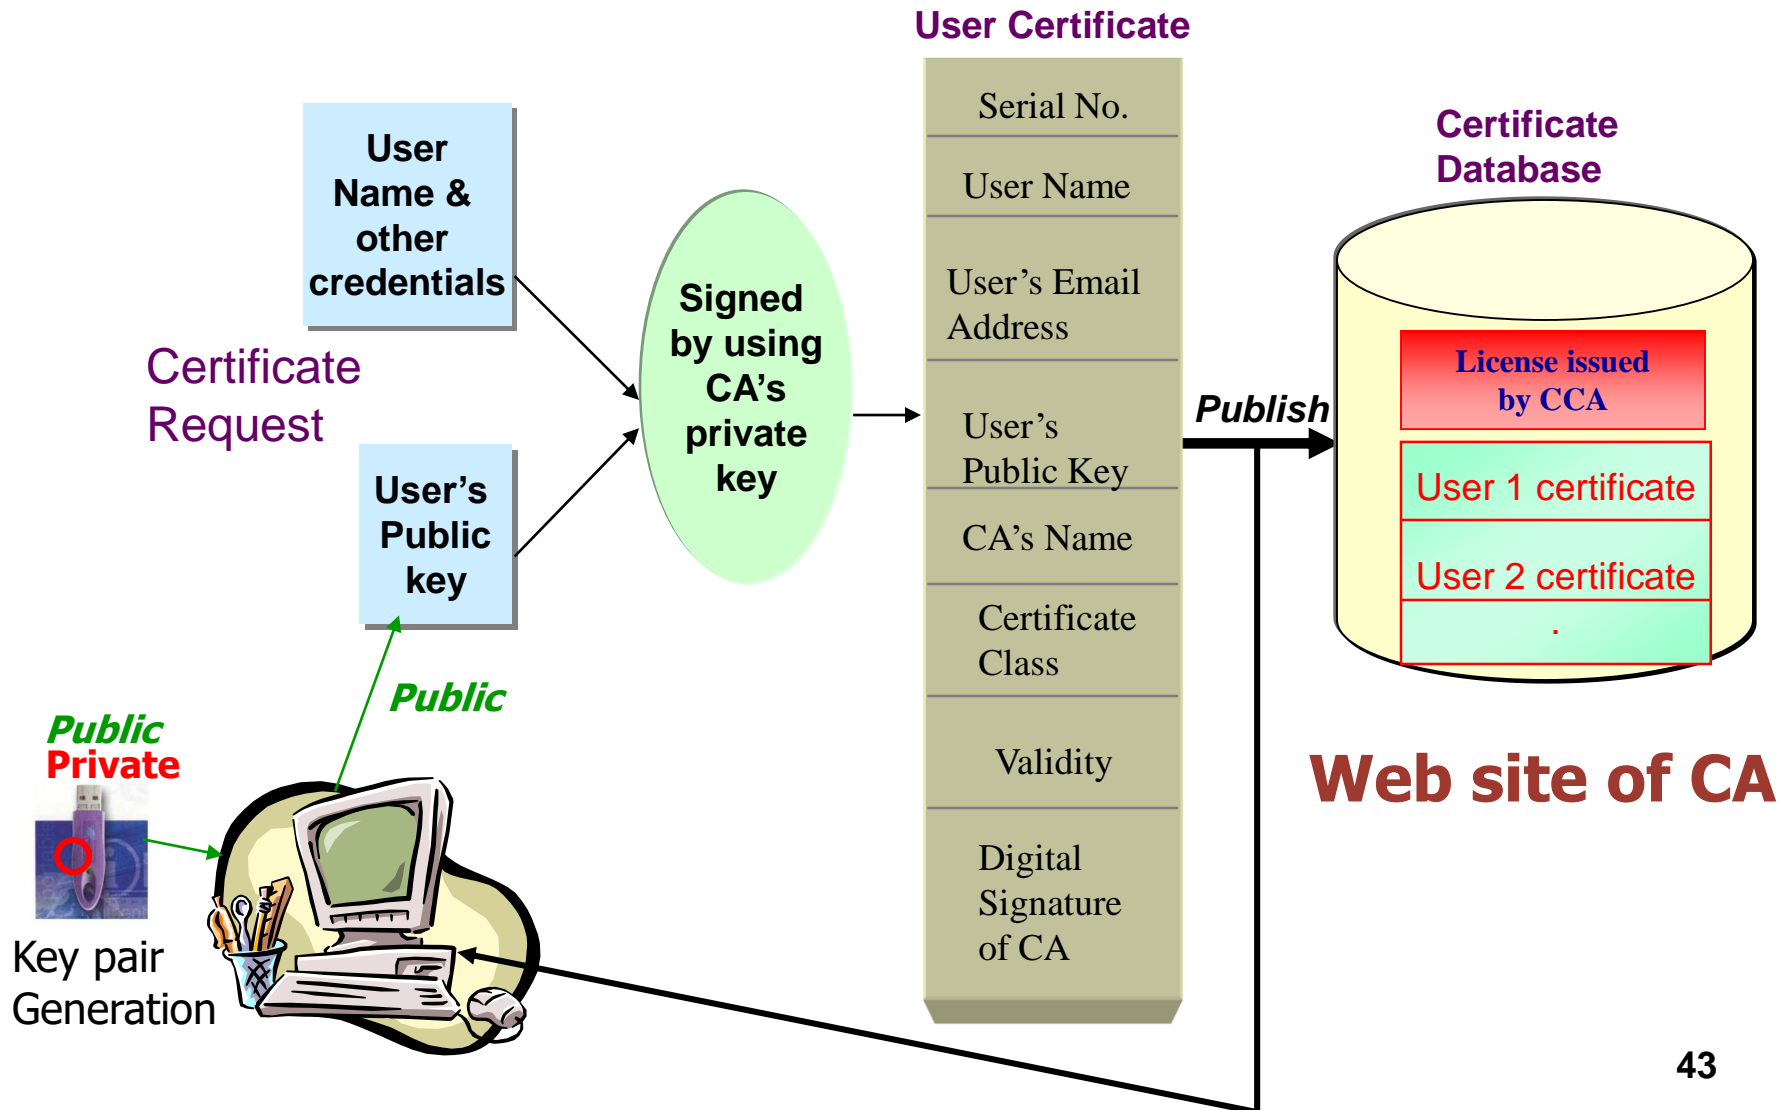 User Certificate
User
Name &
other
credentials
Certificate
Request
User's
Public
key
Public
Public
Private
Key pair
Generation
Signed
by using
CA's
private
key
Serial No.
User Name
User's Email
Address
User's
Public Key
CA's Name
Certificate
Class
Validity
Digital
Signature
of CA
Publish
Certificate
Database
License issued
by CCA
User 1 certificate
User 2 certificate
.
Web site of CA
43